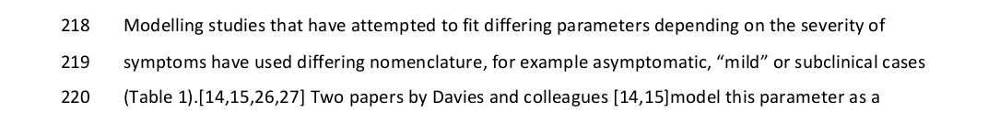 218 Modelling studies that have attempted to fit differing parameters depending on the severity of
219 symptoms have used differing nomenclature, for example asymptomatic, “mild” or subclinical cases
220 (Table 1).[14,15,26,27] Two papers by Davies and colleagues [14,15]model this parameter as a